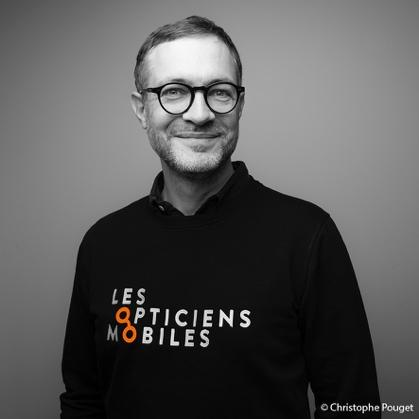 LES
OPTICIENS
MOBILES
© Christophe Pouget